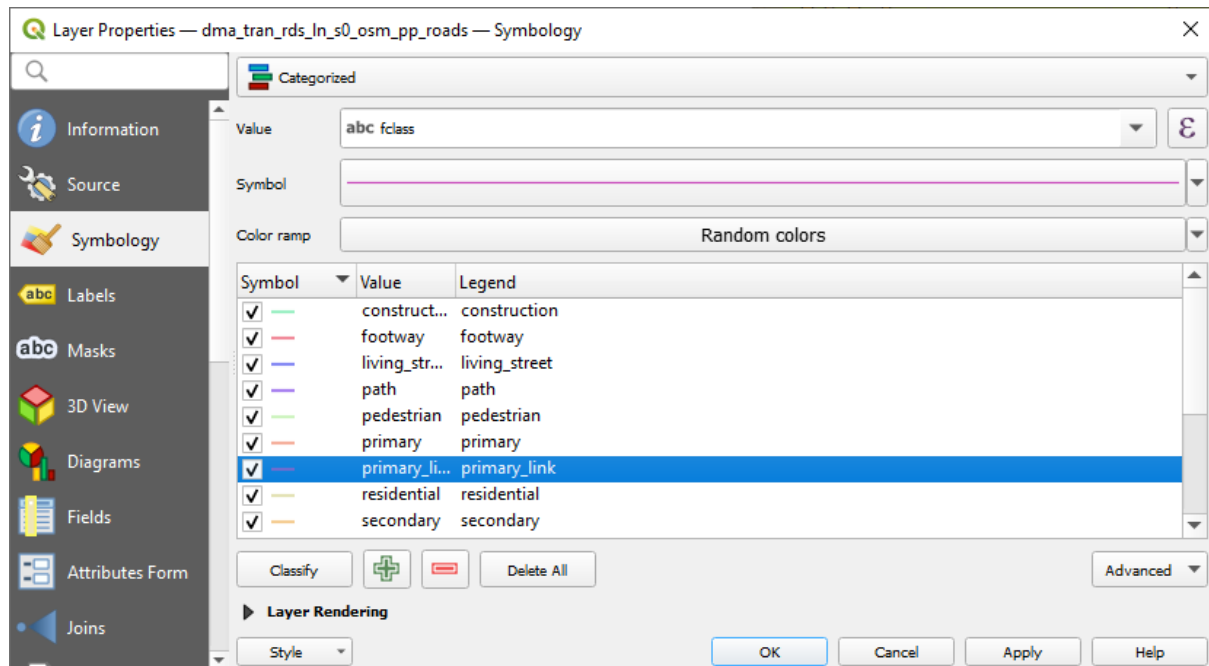 Layer Properties — dma_tran_rds_ln_s0_osm_pp_roads — Symbology
Categorized
Information
Value abc fclass ε
Source
Symbol
Symbology
Color ramp Random colors
Symbol Value Legend
abc Labels
construct... construction
footway footway
abc Masks
living_str... living_street
path path
3D View
pedestrian pedestrian
primary primary
Diagrams
primary_li... primary_link
residential residential
Fields
secondary secondary
Attributes Form
Classify Delete All Advanced
Layer Rendering
Joins
Style OK Cancel Apply Help